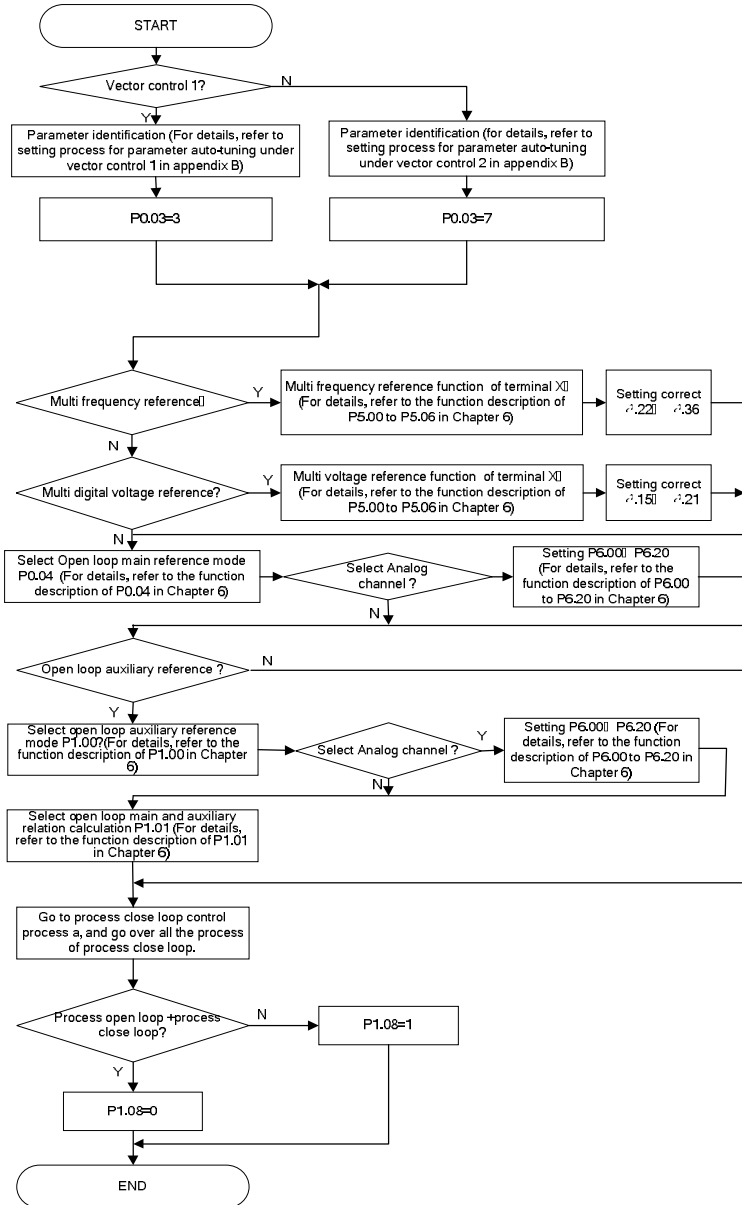 START
Vector control 1?
N
Y
Parameter identification (For details, refer to
setting process for parameter auto-tuning under
vector control 1 in appendix B)
Parameter identification (for details, refer to
setting process for parameter auto-tuning
under vector control 2 in appendix B)
P0.03=3
P0.03=7
Multi frequency reference
Y
Multi frequency reference function of terminal X
(For details, refer to the function description of
P5.00 to P5.06 in Chapter 6)
Setting correct
.22 .36
N
Multi digital voltage reference?
Y
Multi voltage reference function of terminal X
(For details, refer to the function description of
P5.00 to P5.06 in Chapter 6)
Setting correct
.15 .21
N
Select Open loop main reference mode
P0.04 (For details, refer to the function
description of P0.04 in Chapter 6)
Select Analog
channel ?
Setting P6.00 P6.20
(For details, refer to the
function description of P6.00
to P6.20 in Chapter 6)
N
Open loop auxiliary reference ?
N
Y
Select open loop auxiliary reference
mode P1.00?(For details, refer to the
function description of P1.00 in Chapter
6)
Select Analog channel ?
Y
Setting P6.00 P6.20 (For
details, refer to the function
description of P6.00 to P6.20 in
Chapter 6)
N
Select open loop main and auxiliary
relation calculation P1.01 (For details,
refer to the function description of P1.01
in Chapter 6)
Go to process close loop control
process a, and go over all the process
of process close loop.
Process open loop +process
close loop?
N
P1.08=1
Y
P1.08=0
END